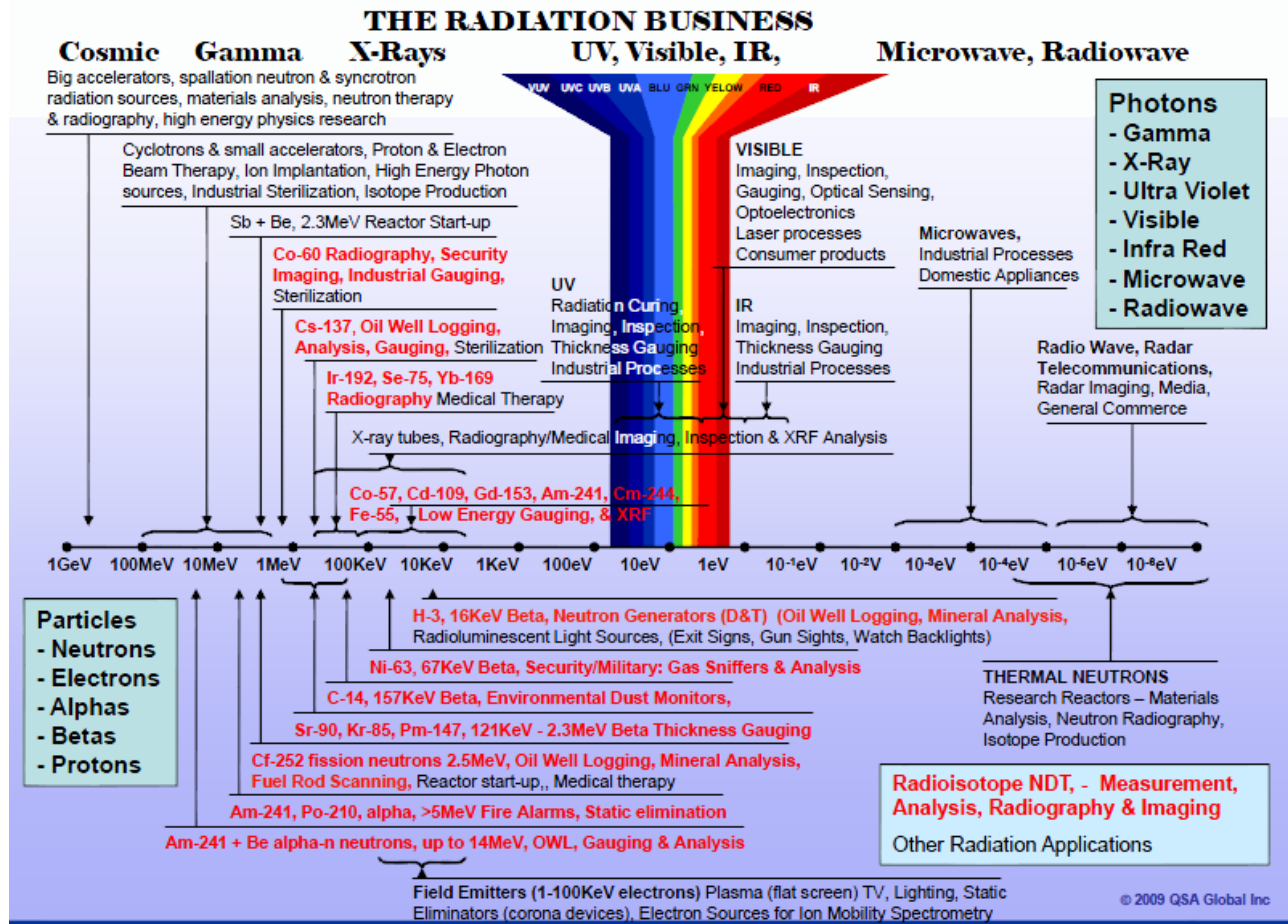 THE RADIATION BUSINESS
Cosmic Gamma X-Rays UV, Visible, IR, Microwave, Radiowave
Big accelerators, spallation neutron & syncrotron
radiation sources, materials analysis, neutron therapy
& radiography, high energy physics research
VUV UVC UVB UVA BLU GRN YELLOW RED IR
Photons
- Gamma
- X-Ray
- Ultra Violet
- Visible
- Infra Red
- Microwave
- Radiowave
Cyclotrons & small accelerators, Proton & Electron
Beam Therapy, Ion Implantation, High Energy Photon
sources, Industrial Sterilization, Isotope Production
Sb + Be, 2.3MeV Reactor Start-up
Co-60 Radiography, Security
Imaging, Industrial Gauging,
Sterilization
Cs-137, Oil Well Logging,
Analysis, Gauging, Sterilization
Ir-192, Se-75, Yb-169
Radiography Medical Therapy
X-ray tubes, Radiography/Medical Imaging, Inspection & XRF Analysis
Co-57, Cd-109, Gd-153, Am-241, Cm-244,
Fe-55, Low Energy Gauging, & XRF
UV
Radiation Curing,
Imaging, Inspection,
Thickness Gauging
Industrial Processes
VISIBLE
Imaging, Inspection,
Gauging, Optical Sensing,
Optoelectronics
Laser processes
Consumer products
IR
Imaging, Inspection,
Thickness Gauging
Industrial Processes
Microwaves,
Industrial Processes
Domestic Appliances
Radio Wave, Radar
Telecommunications,
Radar Imaging, Media,
General Commerce
1GeV 100MeV 10MeV 1MeV 100KeV 10KeV 1KeV 100eV 10eV 1eV 10⁻¹eV 10⁻²V 10⁻³eV 10⁻⁴eV 10⁻⁵eV 10⁻⁶eV
Particles
- Neutrons
- Electrons
- Alphas
- Betas
- Protons
H-3, 16KeV Beta, Neutron Generators (D&T) (Oil Well Logging, Mineral Analysis,
Radioluminescent Light Sources, (Exit Signs, Gun Sights, Watch Backlights)
Ni-63, 67KeV Beta, Security/Military: Gas Sniffers & Analysis
C-14, 157KeV Beta, Environmental Dust Monitors,
Sr-90, Kr-85, Pm-147, 121KeV - 2.3MeV Beta Thickness Gauging
Cf-252 fission neutrons 2.5MeV, Oil Well Logging, Mineral Analysis,
Fuel Rod Scanning, Reactor start-up,, Medical therapy
Am-241, Po-210, alpha, >5MeV Fire Alarms, Static elimination
Am-241 + Be alpha-n neutrons, up to 14MeV, OWL, Gauging & Analysis
Field Emitters (1-100KeV electrons) Plasma (flat screen) TV, Lighting, Static
Eliminators (corona devices), Electron Sources for Ion Mobility Spectrometry
THERMAL NEUTRONS
Research Reactors – Materials
Analysis, Neutron Radiography,
Isotope Production
Radioisotope NDT, - Measurement,
Analysis, Radiography & Imaging
Other Radiation Applications
© 2009 QSA Global Inc